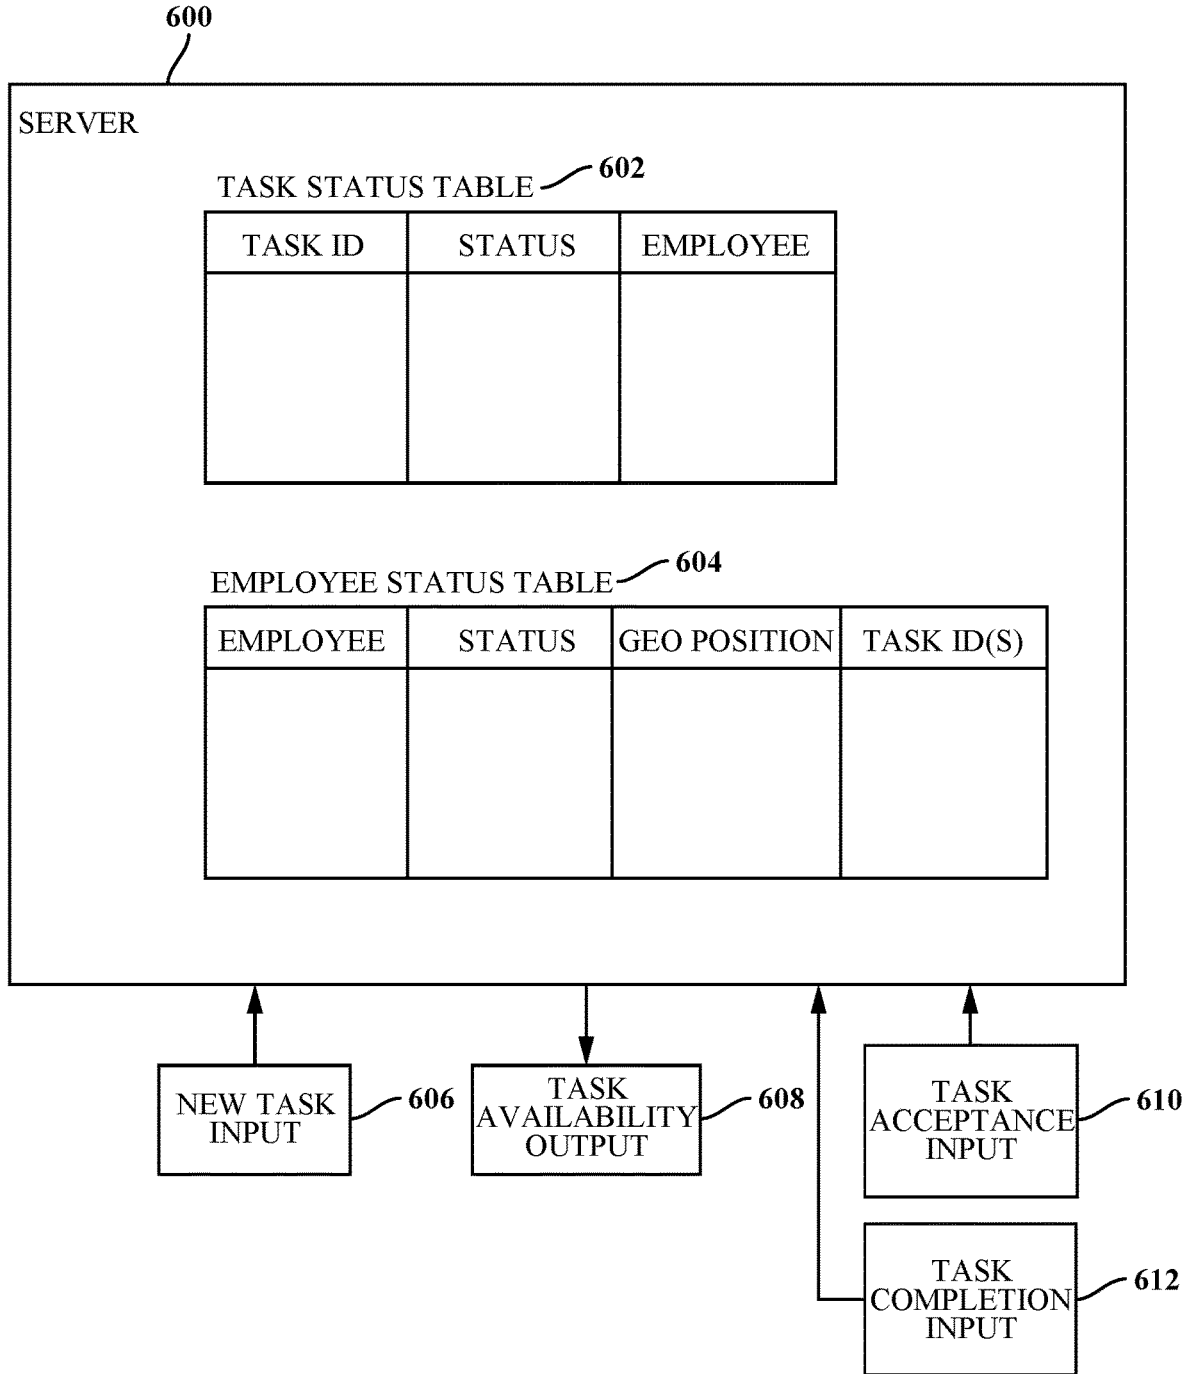 600
SERVER
TASK STATUS TABLE 602
TASK ID STATUS EMPLOYEE
EMPLOYEE STATUS TABLE 604
EMPLOYEE STATUS GEO POSITION TASK ID(S)
NEW TASK
INPUT
606
TASK
AVAILABILITY
OUTPUT
608
TASK
ACCEPTANCE
INPUT
610
TASK
COMPLETION
INPUT
612